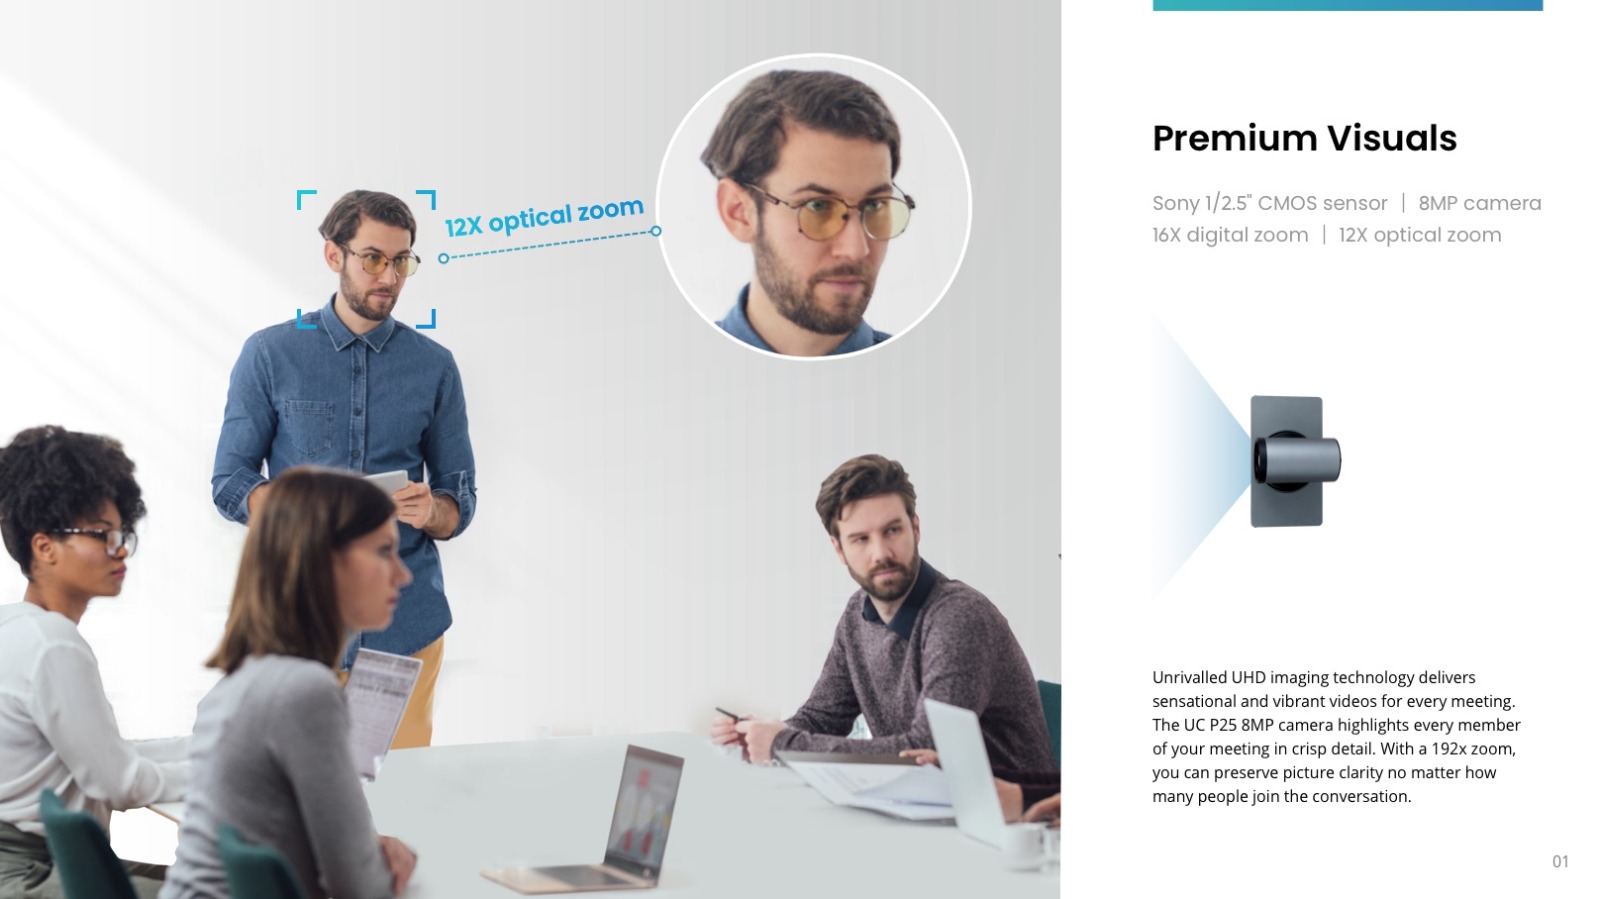 12X optical zoom
Premium Visuals
Sony 1/2.5" CMOS sensor | 8MP camera
16X digital zoom | 12X optical zoom
Unrivalled UHD imaging technology delivers
sensational and vibrant videos for every meeting.
The UC P25 8MP camera highlights every member
of your meeting in crisp detail. With a 192x zoom,
you can preserve picture clarity no matter how
many people join the conversation.
01